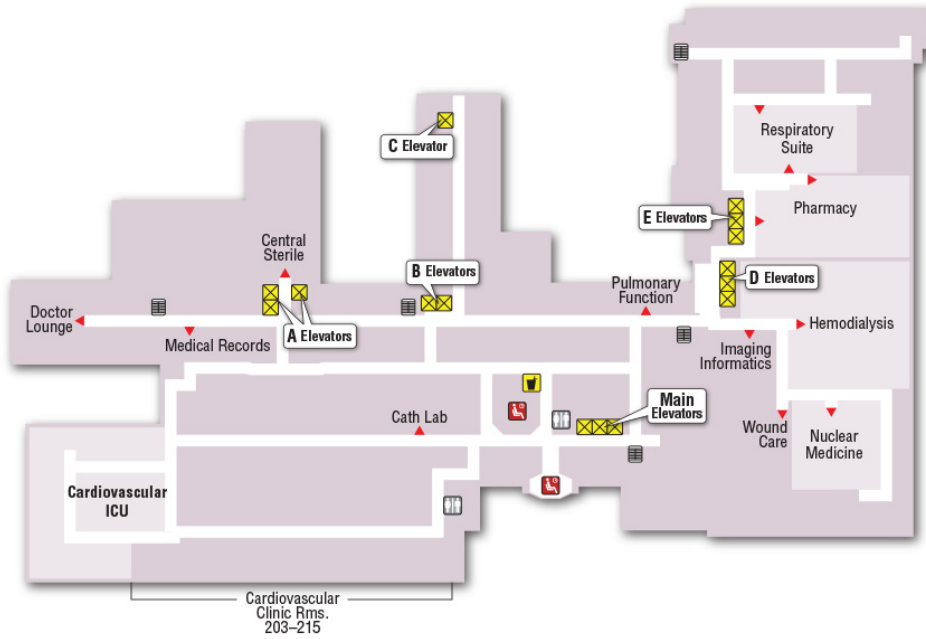 Respiratory
Suite
C Elevator
Pharmacy
E Elevators
Central
Sterile
B Elevators
Pulmonary
Function
D Elevators
Doctor
Lounge
Medical Records
A Elevators
Hemodialysis
Imaging
Informatics
Main
Elevators
Cath Lab
Wound
Care
Nuclear
Medicine
Cardiovascular
ICU
Cardiovascular
Clinic Rms.
203–215